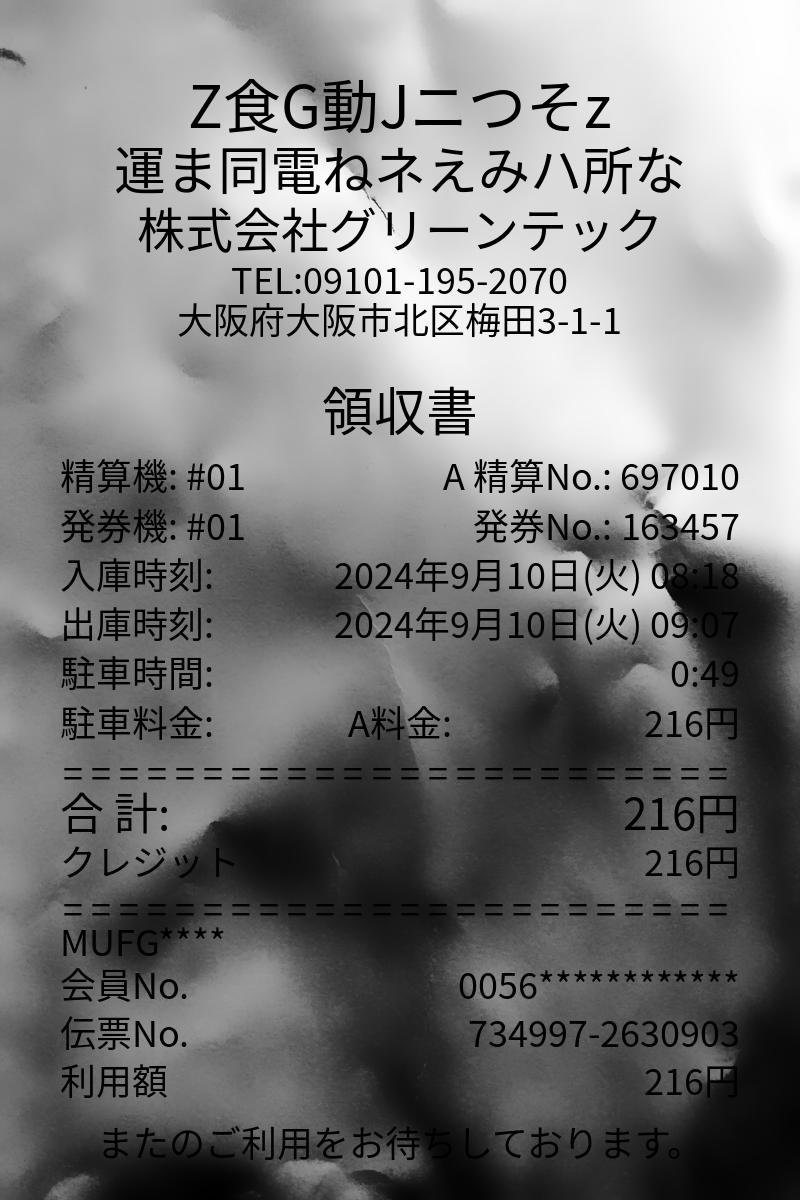 Z食G動Jニつそz
運ま同電ねネえみハ所な
株式会社グリーンテック
TEL:09101-195-2070
大阪府大阪市北区梅田3-1-1
領収書
精算機: #01 A 精算No.: 697010
発券機: #01 発券No.: 163457
入庫時刻: 2024年9月10日(火) 08:18
出庫時刻: 2024年9月10日(火) 09:07
駐車時間: 0:49
駐車料金: A料金: 216円
========================
合 計: 216円
クレジット 216円
========================
MUFG****
会員No. 0056************
伝票No. 734997-2630903
利用額 216円
またのご利用をお待ちしております。